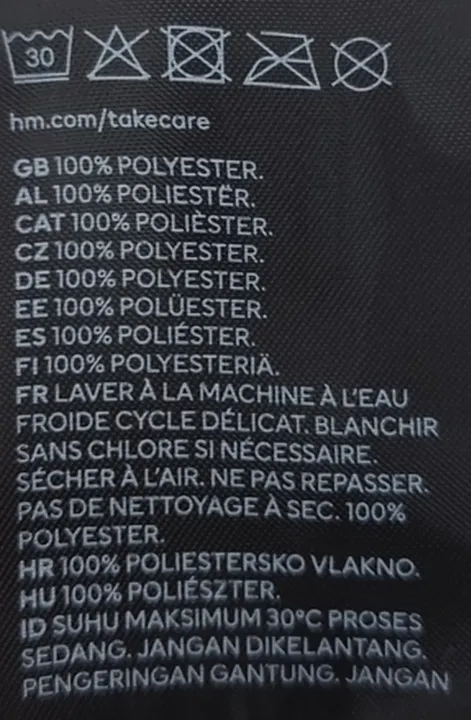 30
hm.com/takecare
GB 100% POLYESTER.
AL 100% POLIESTËR.
CAT 100% POLIÈSTER.
CZ 100% POLYESTER.
DE 100% POLYESTER.
EE 100% POLÜESTER.
ES 100% POLIÉSTER.
FI 100% POLYESTERIÄ.
FR LAVER À LA MACHINE À L'EAU
FROIDE CYCLE DÉLICAT. BLANCHIR
SANS CHLORE SI NÉCESSAIRE.
SÉCHER À L'AIR. NE PAS REPASSER.
PAS DE NETTOYAGE À SEC. 100%
POLYESTER.
HR 100% POLIESTERSKO VLAKNO.
HU 100% POLIÉSZTER.
ID SUHU MAKSIMUM 30°C PROSES
SEDANG. JANGAN DIKELANTANG.
PENGERINGAN GANTUNG. JANGAN